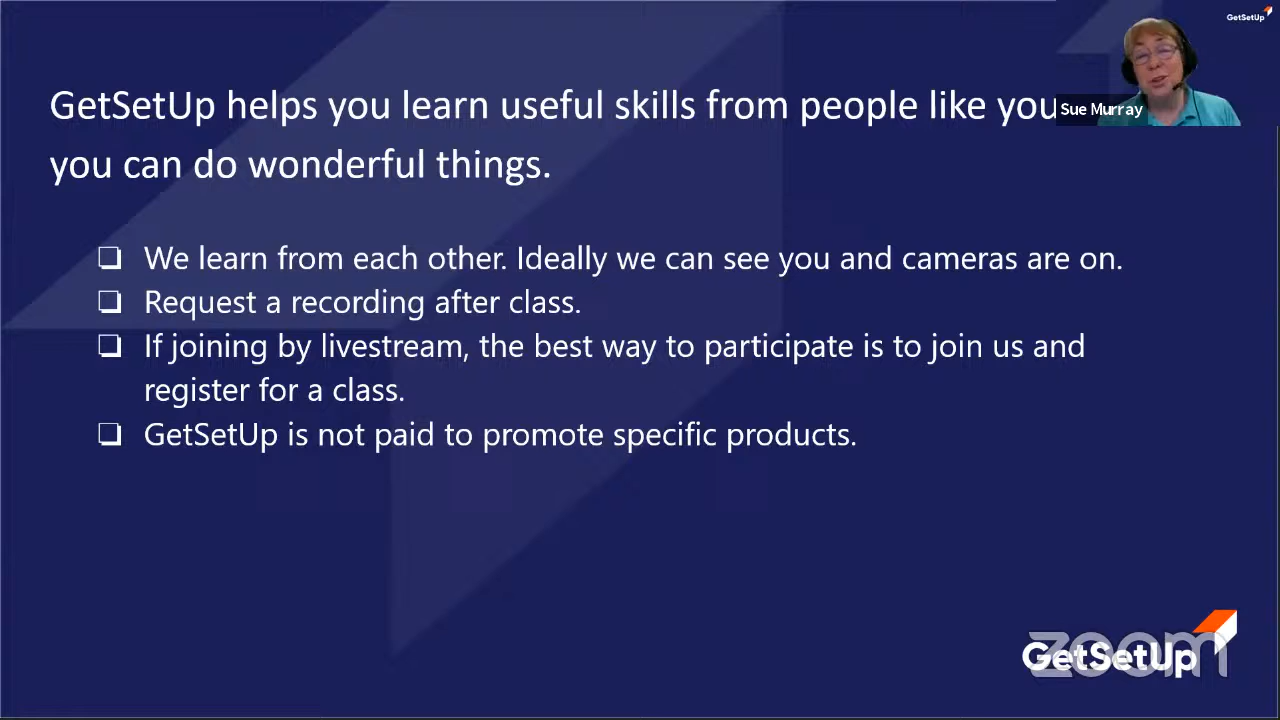 GetSetUp
GetSetUp helps you learn useful skills from people like you
Sue Murray
you can do wonderful things.
❏ We learn from each other. Ideally we can see you and cameras are on.
❏ Request a recording after class.
❏ If joining by livestream, the best way to participate is to join us and
register for a class.
❏ GetSetUp is not paid to promote specific products.
zoom
GetSetUp